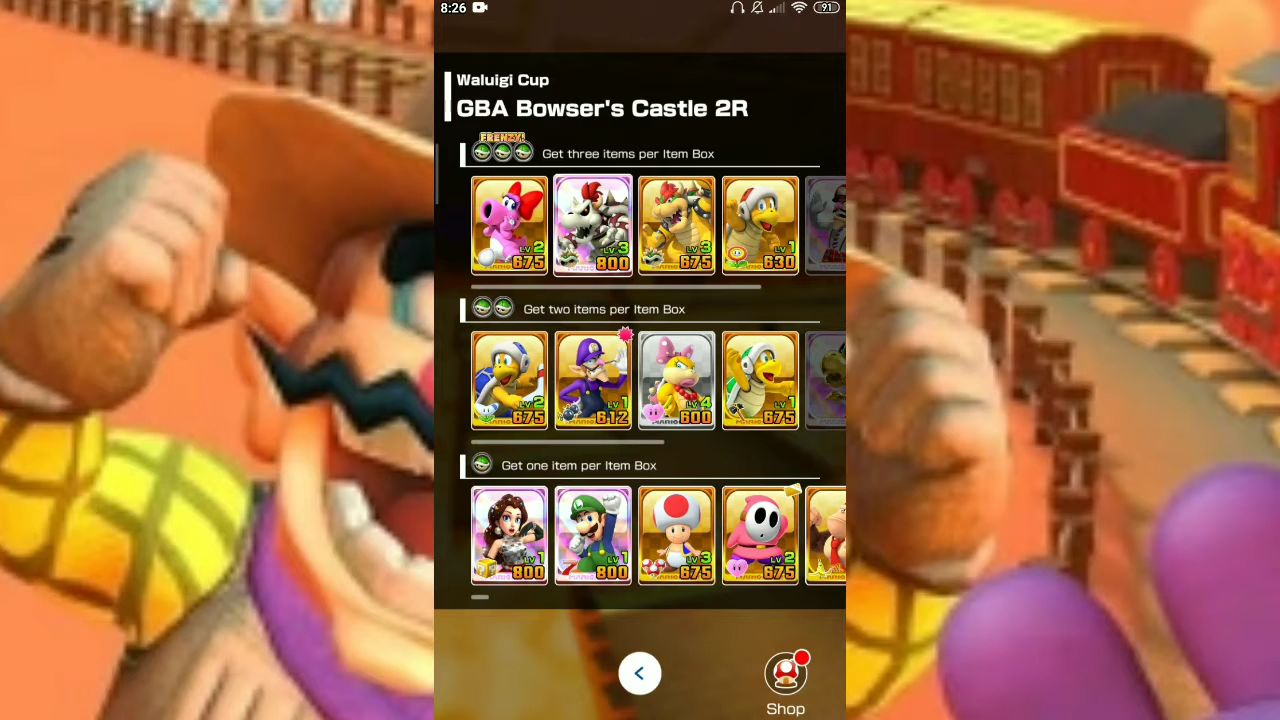 8:26
91
Waluigi Cup
GBA Bowser's Castle 2R
FRENZY!
Get three items per Item Box
LV.2 LV.3 LV.3 LV.1
675 800 675 630
Get two items per Item Box
LV.2 LV.1 LV.4 LV.1
675 612 600 675
Get one item per Item Box
LV.1 LV.1 LV.3 LV.2
800 800 675 675
Shop